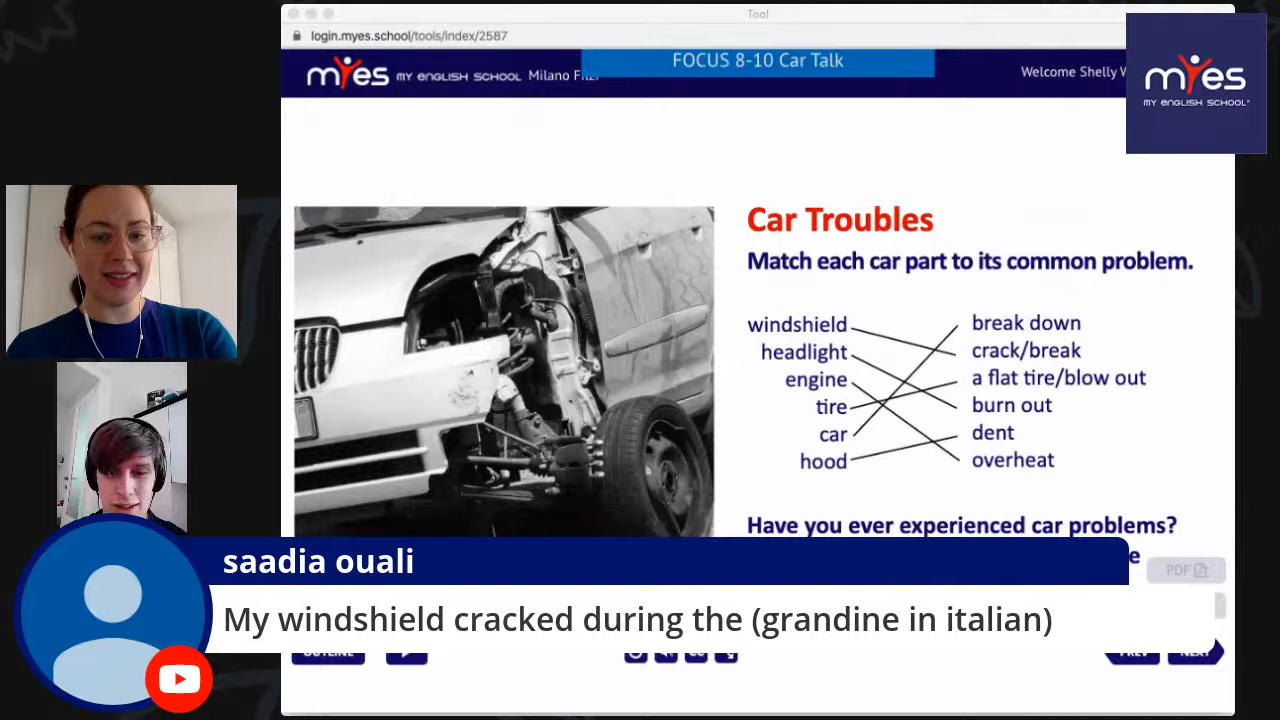 Tool
login.myes.school/tools/index/2587
myes MY ENGLISH SCHOOL Milano
FOCUS 8-10 Car Talk
Welcome Shelly
myes
MY ENGLISH SCHOOL
Car Troubles
Match each car part to its common problem.
windshield
headlight
engine
tire
car
hood
break down
crack/break
a flat tire/blow out
burn out
dent
overheat
Have you ever experienced car problems?
PDF
saadia ouali
My windshield cracked during the (grandine in italian)
OUTLINE
PREV
NEXT